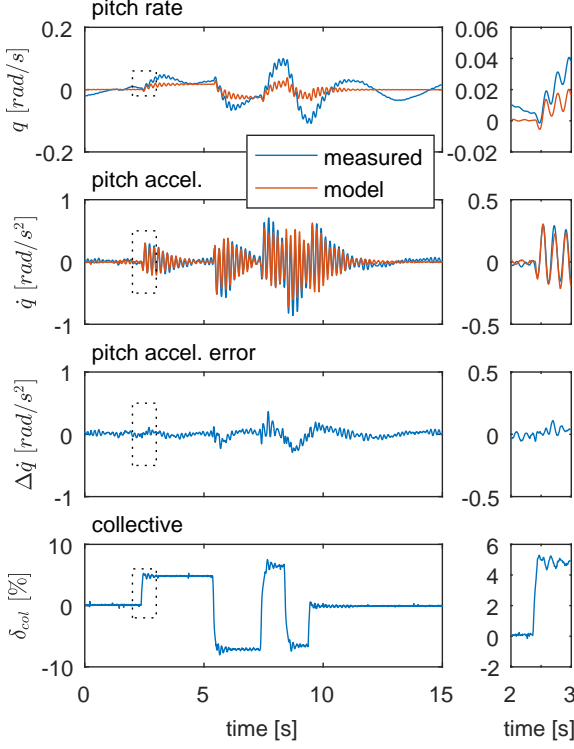 pitch rate
0.2
0
-0.2
q [rad/s]
0.06
0.04
0.02
0
-0.02
measured
model
pitch accel.
1
0
-1
q̇ [rad/s²]
0.5
0
-0.5
pitch accel. error
1
0
-1
Δq̇ [rad/s²]
0.5
0
-0.5
collective
10
0
-10
δcol [%]
0
5
10
15
time [s]
6
4
2
0
-2
2
3
time [s]